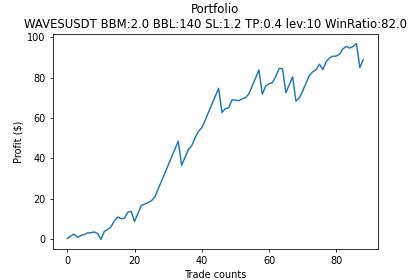 Portfolio
WAVESUSDT BBM:2.0 BBL:140 SL:1.2 TP:0.4 lev:10 WinRatio:82.0
100
80
60
40
20
0
Profit ($)
0 20 40 60 80
Trade counts